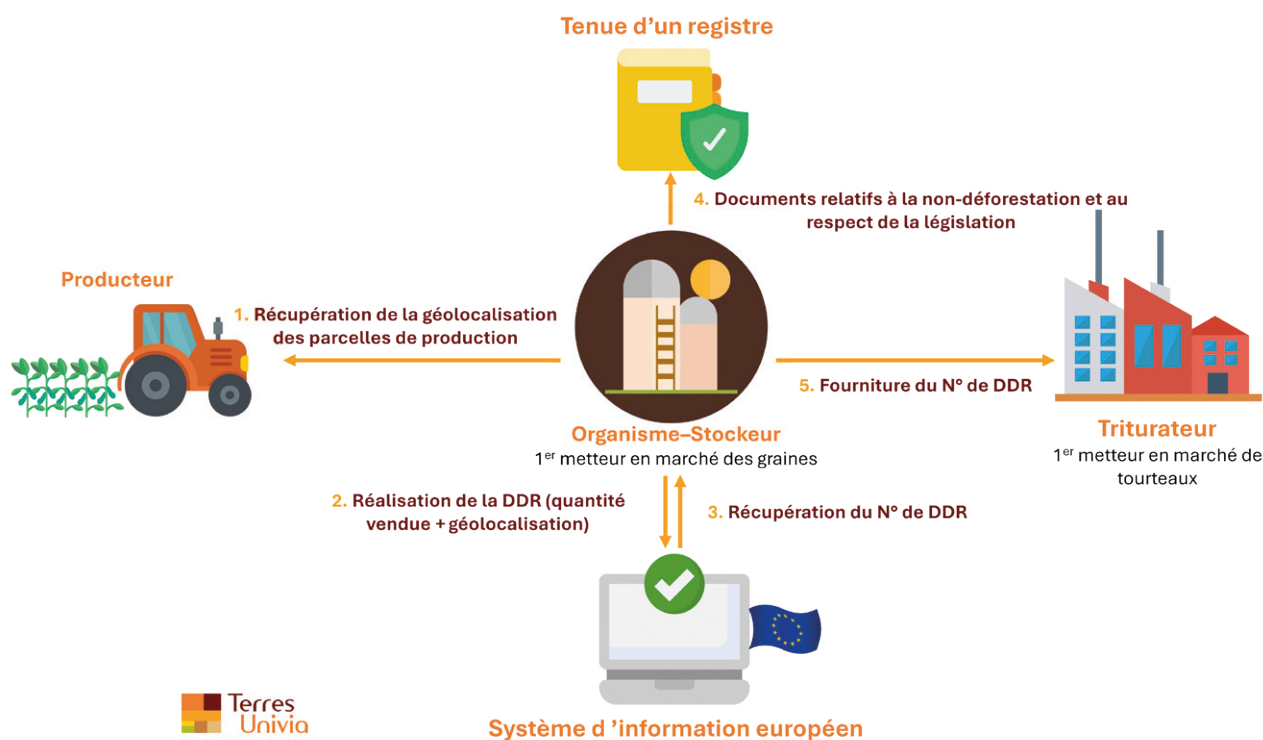 Tenue d'un registre
4. Documents relatifs à la non-déforestation et au
respect de la législation
Producteur
1. Récupération de la géolocalisation
des parcelles de production
5. Fourniture du N° de DDR
Organisme–Stockeur
1er metteur en marché des graines
Triturateur
1er metteur en marché de
tourteaux
2. Réalisation de la DDR (quantité
vendue + géolocalisation)
3. Récupération du N° de DDR
Système d 'information européen
Terres
Univia